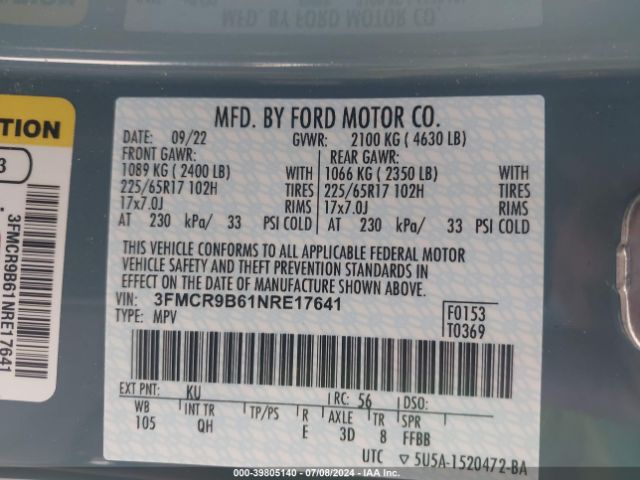 MFD. BY FORD MOTOR CO.
DATE: 09/22 GVWR: 2100 KG (4630 LB)
FRONT GAWR: REAR GAWR:
1089 KG (2400 LB) WITH 1066 KG (2350 LB) WITH
225/65R17 102H TIRES 225/65R17 102H TIRES
17x7.0J RIMS 17x7.0J RIMS
AT 230 kPa/ 33 PSI COLD AT 230 kPa/ 33 PSI COLD
THIS VEHICLE CONFORMS TO ALL APPLICABLE FEDERAL MOTOR
VEHICLE SAFETY AND THEFT PREVENTION STANDARDS IN
EFFECT ON THE DATE OF MANUFACTURE SHOWN ABOVE.
VIN: 3FMCR9B61NRE17641
TYPE: MPV
F0153
T0369
EXT PNT: KU RC: 56 DSO:
WB INT TR TP/PS R AXLE TR SPR
105 QH E 3D 8 FFBB
UTC ▽ 5U5A-1520472-BA
3FMCR9B61NRE17641
000-39805140 - 07/08/2024 - IAA Inc.